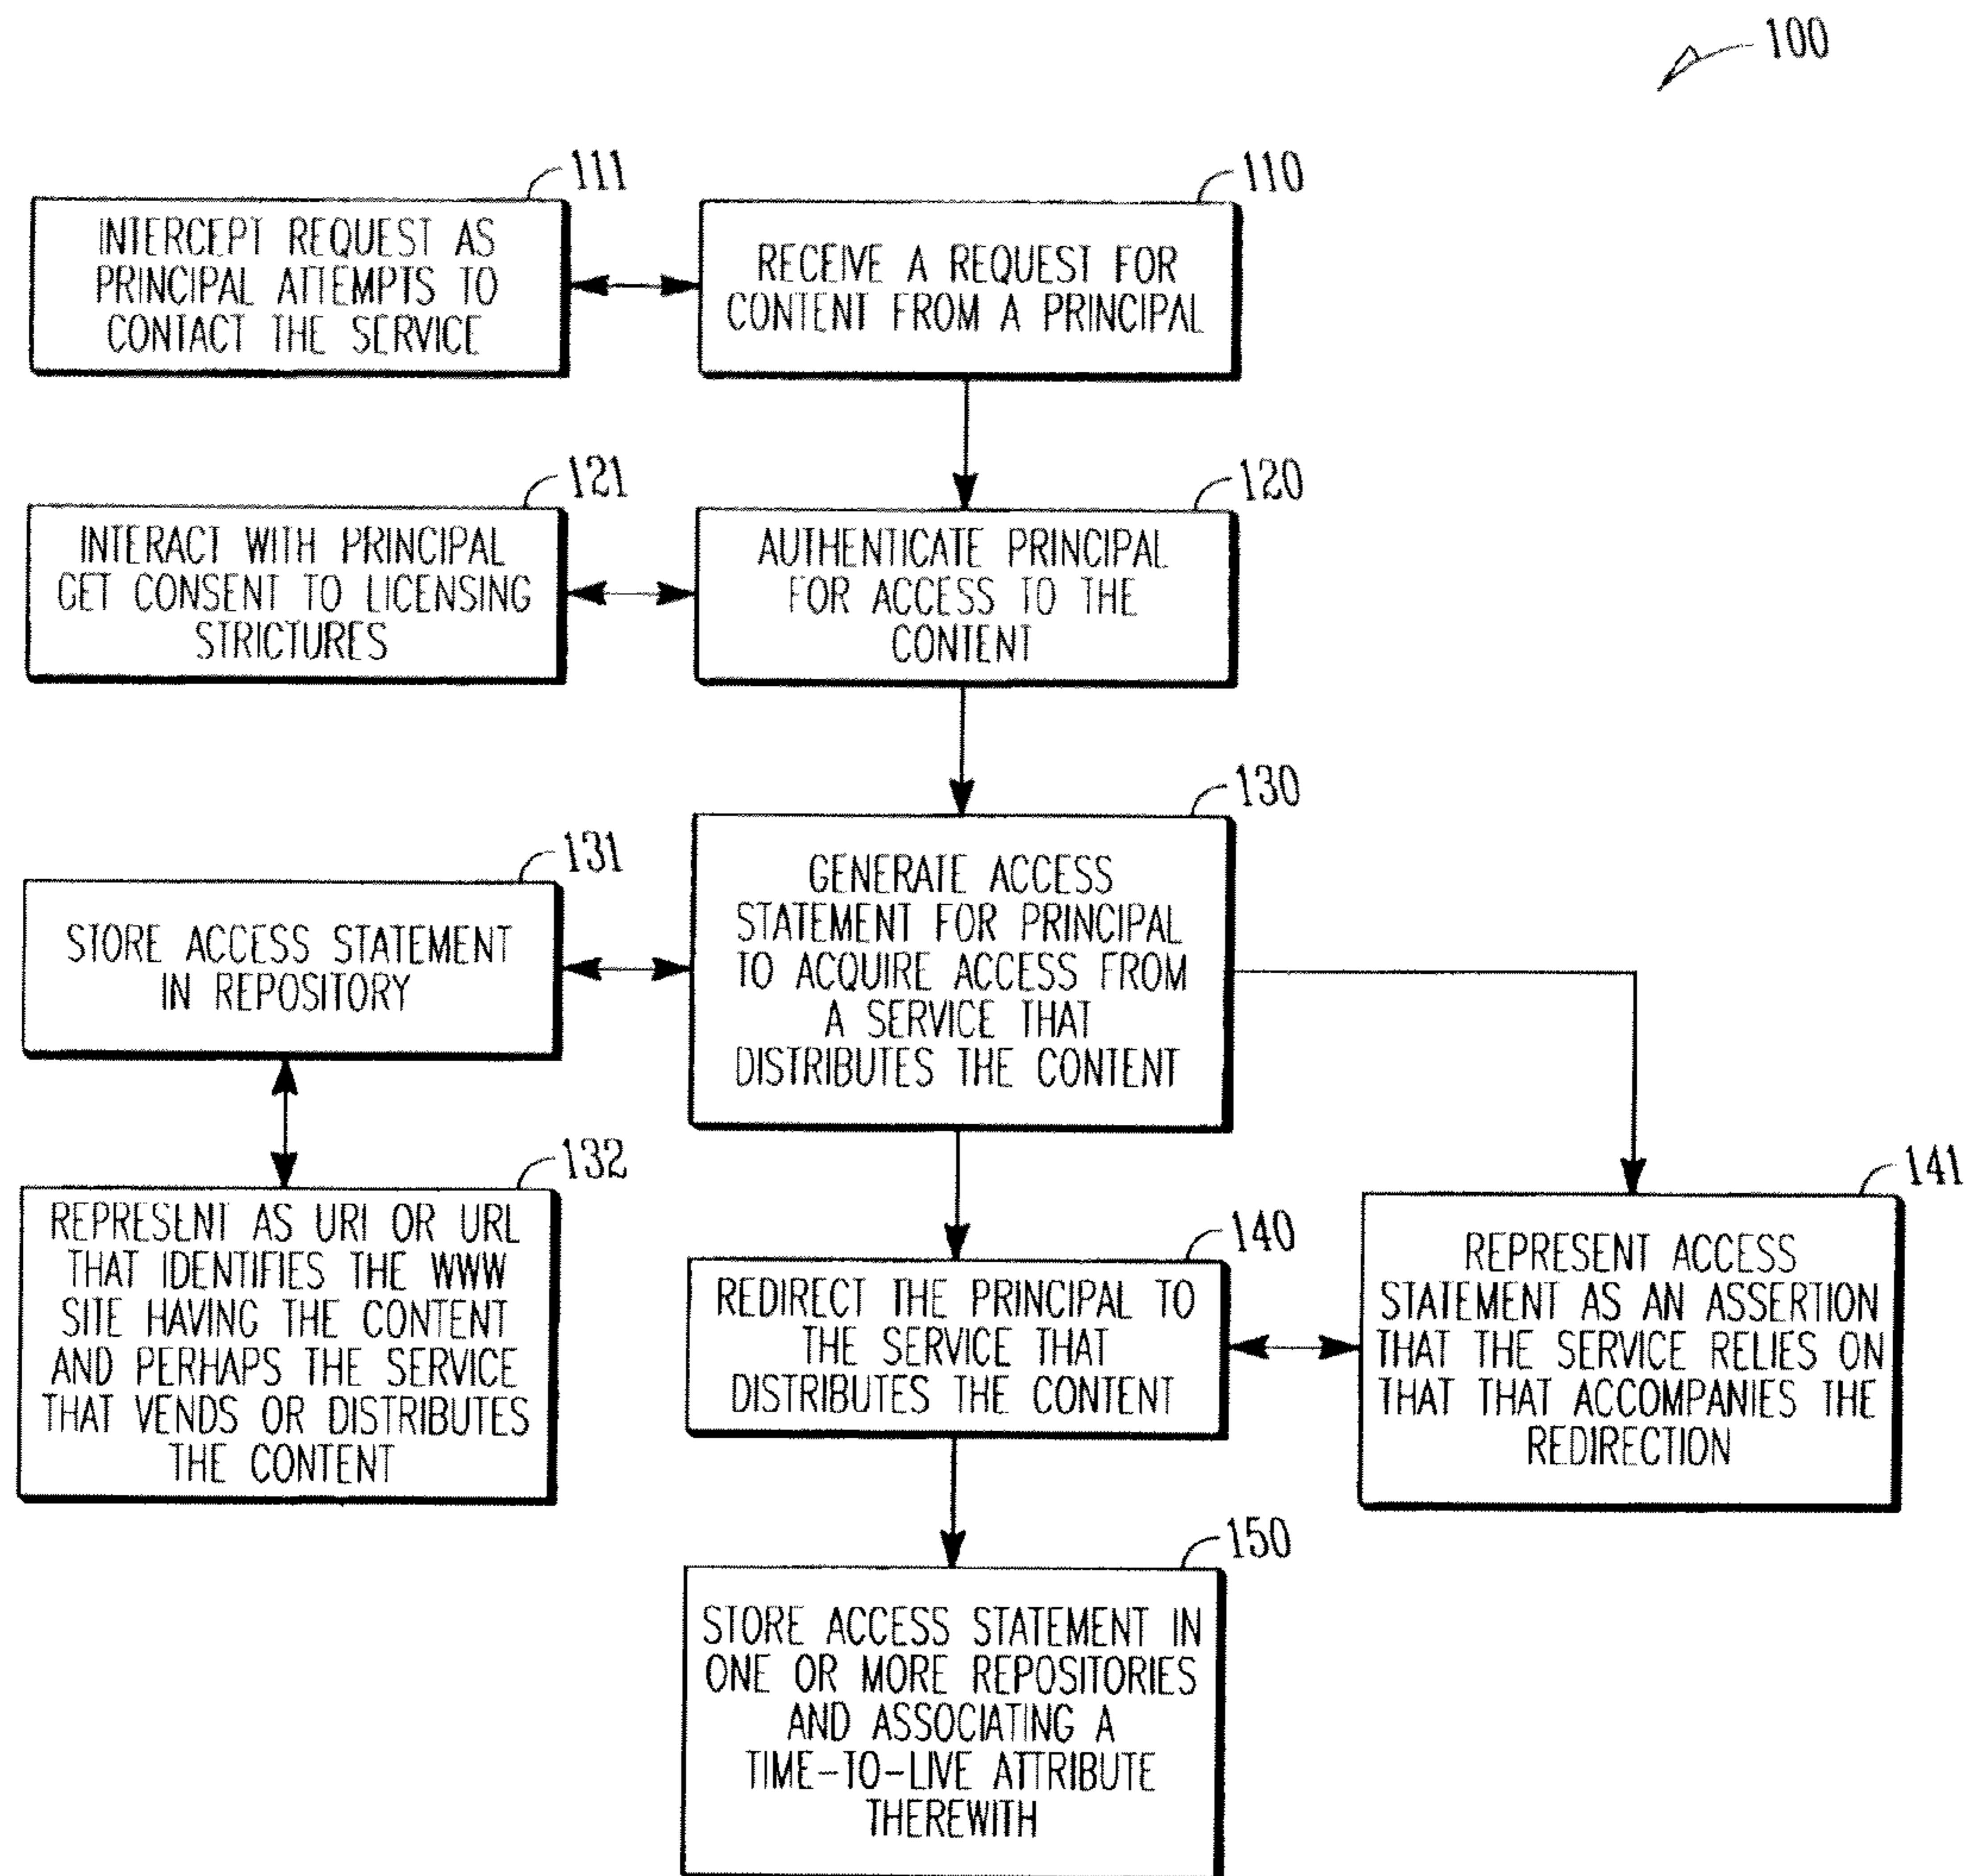 100
111
INTERCEPT REQUEST AS
PRINCIPAL ATTEMPTS TO
CONTACT THE SERVICE
110
RECEIVE A REQUEST FOR
CONTENT FROM A PRINCIPAL
121
INTERACT WITH PRINCIPAL
GET CONSENT TO LICENSING
STRICTURES
120
AUTHENTICATE PRINCIPAL
FOR ACCESS TO THE
CONTENT
130
GENERATE ACCESS
STATEMENT FOR PRINCIPAL
TO ACQUIRE ACCESS FROM
A SERVICE THAT
DISTRIBUTES THE CONTENT
131
STORE ACCESS STATEMENT
IN REPOSITORY
132
REPRESENT AS URI OR URL
THAT IDENTIFIES THE WWW
SITE HAVING THE CONTENT
AND PERHAPS THE SERVICE
THAT VENDS OR DISTRIBUTES
THE CONTENT
140
REDIRECT THE PRINCIPAL TO
THE SERVICE THAT
DISTRIBUTES THE CONTENT
141
REPRESENT ACCESS
STATEMENT AS AN ASSERTION
THAT THE SERVICE RELIES ON
THAT THAT ACCOMPANIES THE
REDIRECTION
150
STORE ACCESS STATEMENT IN
ONE OR MORE REPOSITORIES
AND ASSOCIATING A
TIME-TO-LIVE ATTRIBUTE
THEREWITH